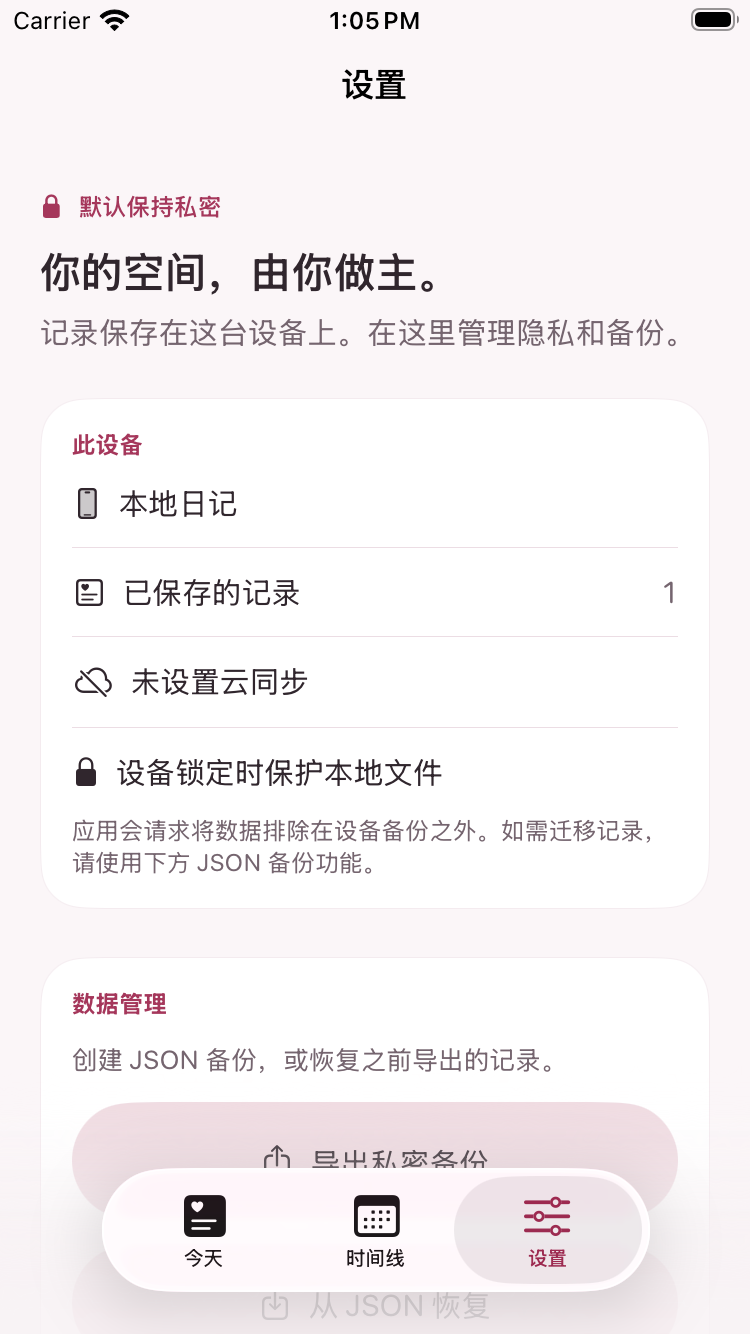 Carrier
1:05 PM
设置
默认保持私密
你的空间，由你做主。
记录保存在这台设备上。在这里管理隐私和备份。
此设备
本地日记
已保存的记录
1
未设置云同步
设备锁定时保护本地文件
应用会请求将数据排除在设备备份之外。如需迁移记录，
请使用下方 JSON 备份功能。
数据管理
创建 JSON 备份，或恢复之前导出的记录。
导出私密备份
今天
时间线
设置
从 JSON 恢复